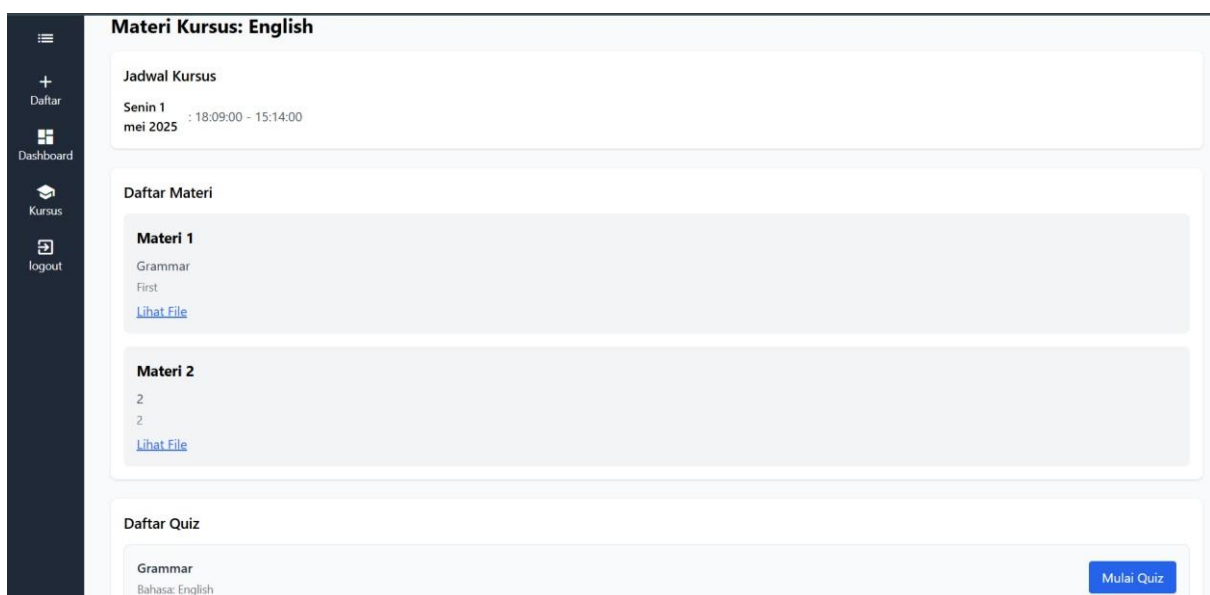 Daftar
Dashboard
Kursus
logout
Materi Kursus: English
Jadwal Kursus
Senin 1
mei 2025
: 18:09:00 - 15:14:00
Daftar Materi
Materi 1
Grammar
First
Lihat File
Materi 2
2
2
Lihat File
Daftar Quiz
Grammar
Bahasa: English
Mulai Quiz